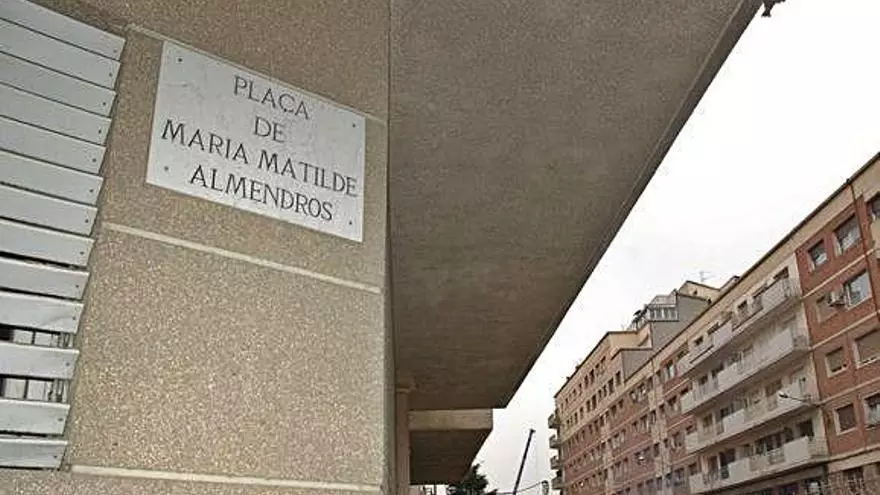 PLAÇA
DE
MARIA MATILDE
ALMENDROS